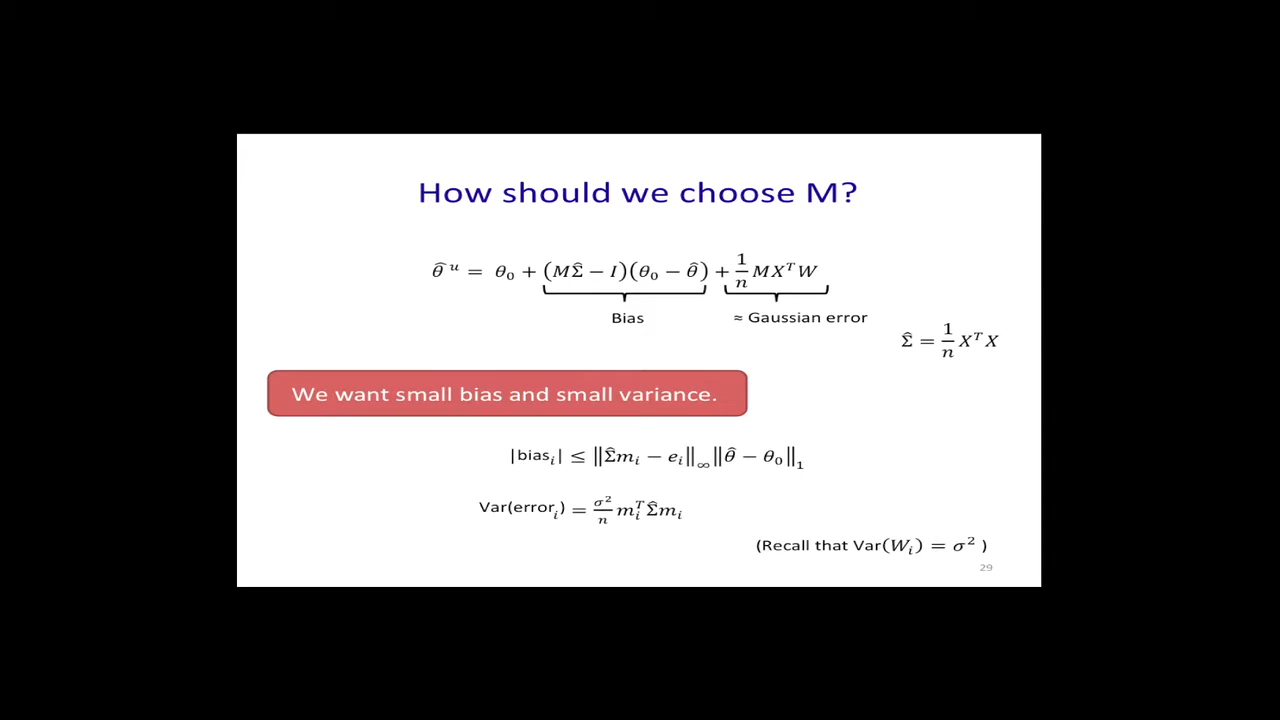 How should we choose M?
θ̂ᵘ = θ₀ + (MΣ̂ − I)(θ₀ − θ̂) + 1/n MXᵀW
Bias
≈ Gaussian error
Σ̂ = 1/n XᵀX
We want small bias and small variance.
|biasᵢ| ≤ ‖Σ̂mᵢ − eᵢ‖∞ ‖θ̂ − θ₀‖₁
Var(errorᵢ) = σ²/n mᵢᵀΣ̂mᵢ
(Recall that Var(Wᵢ) = σ² )
29